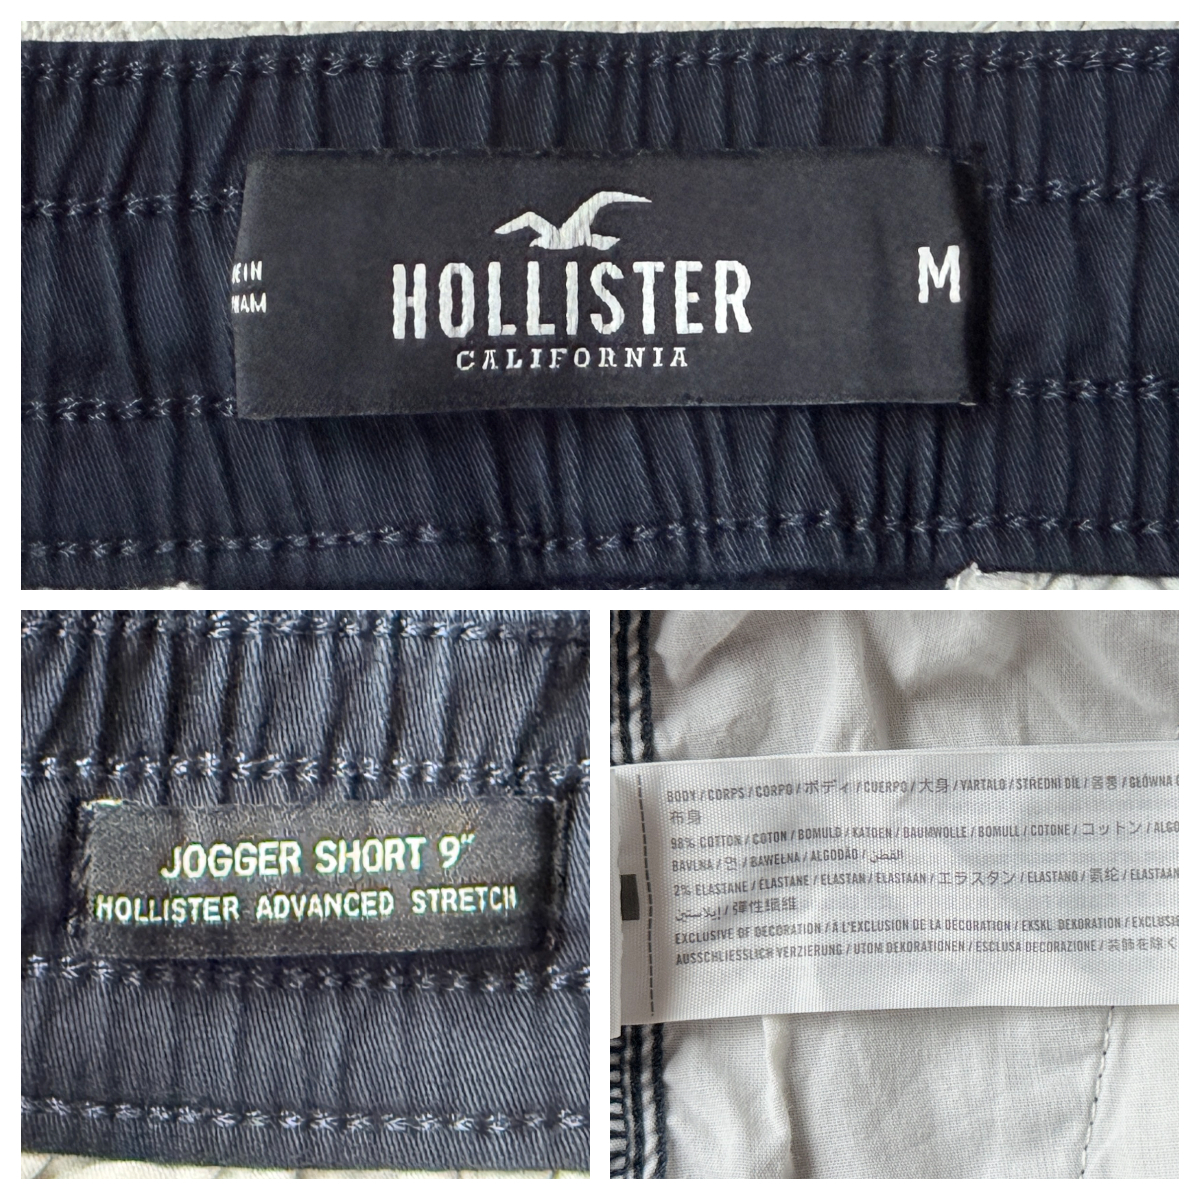 HOLLISTER
CALIFORNIA
M
JOGGER SHORT 9"
HOLLISTER ADVANCED STRETCH
BODY / CORPS / CORPO / ボディ / CUERPO / 大身 / VARTALO / STŘEDNÍ DÍL / 몸통 / GŁÓWNA
布身
98% COTTON / COTON / BOMULD / KATOEN / BAUMWOLLE / BOMULL / COTONE / コットン /
BAVLNA / 면 / BAWEŁNA / ALGODÃO / القطن
2% ELASTANE / ÉLASTANE / ELASTAN / ELASTAAN / エラスタン / ELASTANO / 氨纶 / ELASTAAN
إيلاستين / 彈性纖維
EXCLUSIVE OF DECORATION / À L'EXCLUSION DE LA DÉCORATION / EKSKL. DEKORATION /
AUSSCHLIESSLICH VERZIERUNG / UTOM DEKORATIONEN / ESCLUSA DECORAZIONE / 装飾を除く